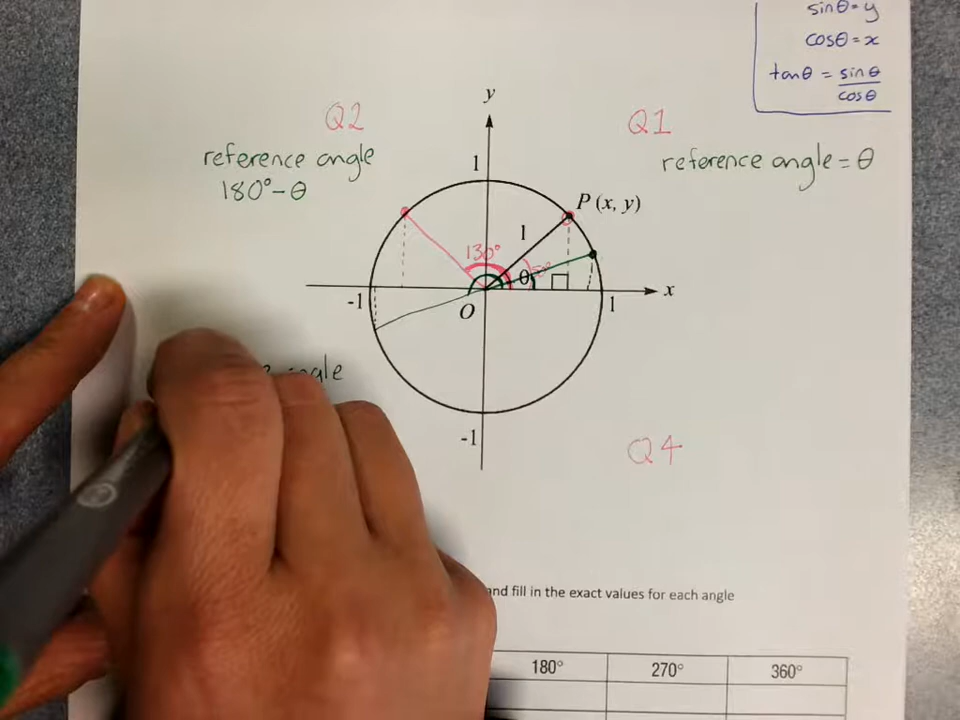 sinθ=y
cosθ=x
tanθ = sinθ
cosθ
y
Q2
Q1
reference angle
180°-θ
reference angle = θ
1
P (x, y)
1
130°
θ
-1
O
1
x
angle
-1
Q4
and fill in the exact values for each angle
180°
270°
360°